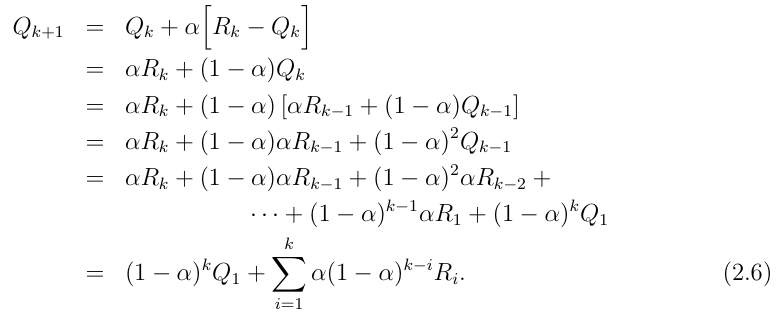 Q_{k+1} = Q_k + α[R_k − Q_k]
= αR_k + (1 − α)Q_k
= αR_k + (1 − α) [αR_{k−1} + (1 − α)Q_{k−1}]
= αR_k + (1 − α)αR_{k−1} + (1 − α)^2 Q_{k−1}
= αR_k + (1 − α)αR_{k−1} + (1 − α)^2 αR_{k−2} +
⋯ + (1 − α)^{k−1} αR_1 + (1 − α)^k Q_1
= (1 − α)^k Q_1 + ∑_{i=1}^{k} α(1 − α)^{k−i} R_i. (2.6)